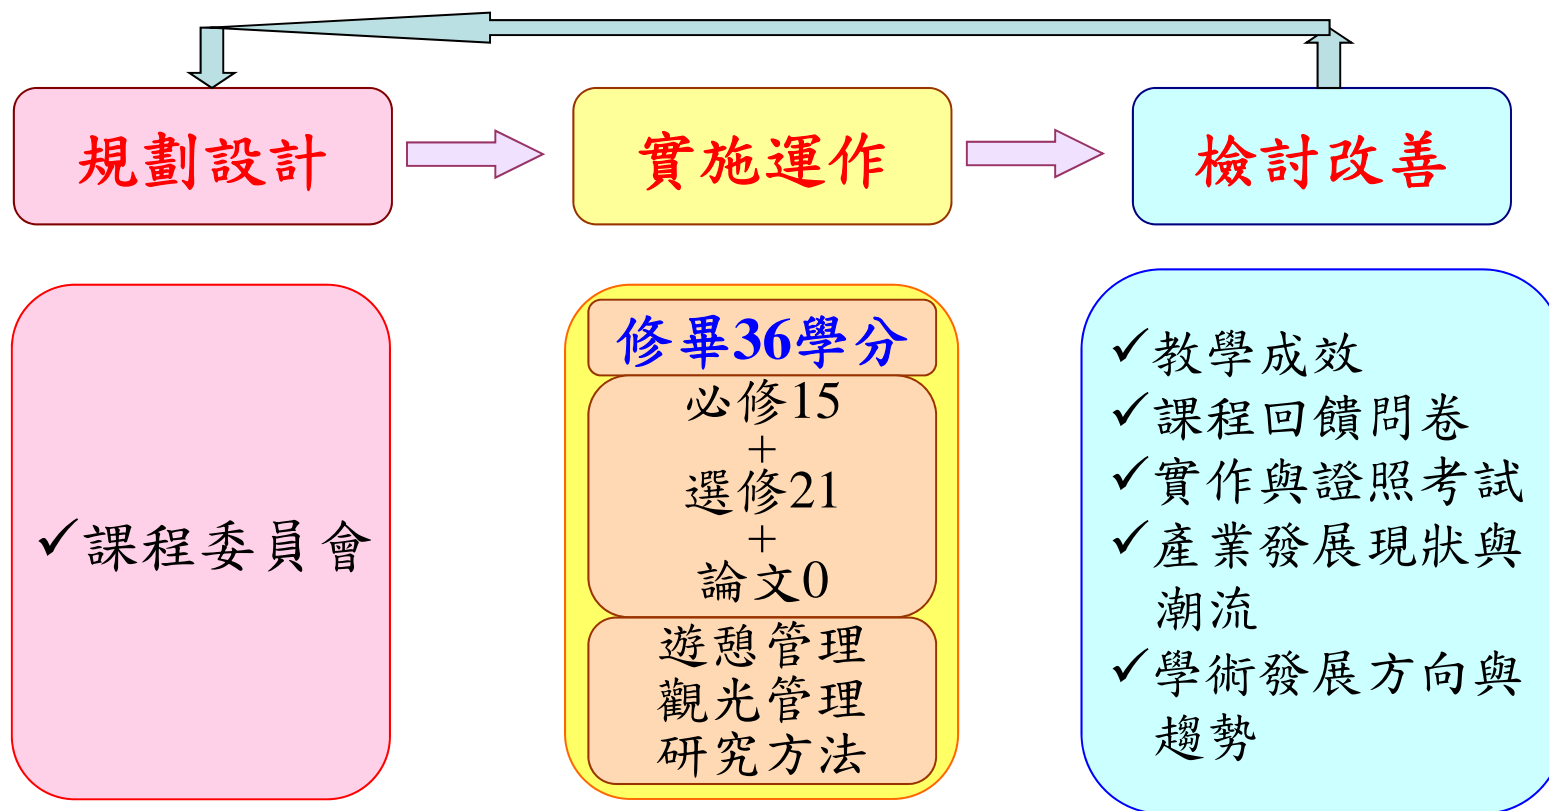 規劃設計
實施運作
檢討改善
✓課程委員會
修畢36學分
必修15
+
選修21
+
論文0
遊憩管理
觀光管理
研究方法
✓教學成效
✓課程回饋問卷
✓實作與證照考試
✓產業發展現狀與
潮流
✓學術發展方向與
趨勢